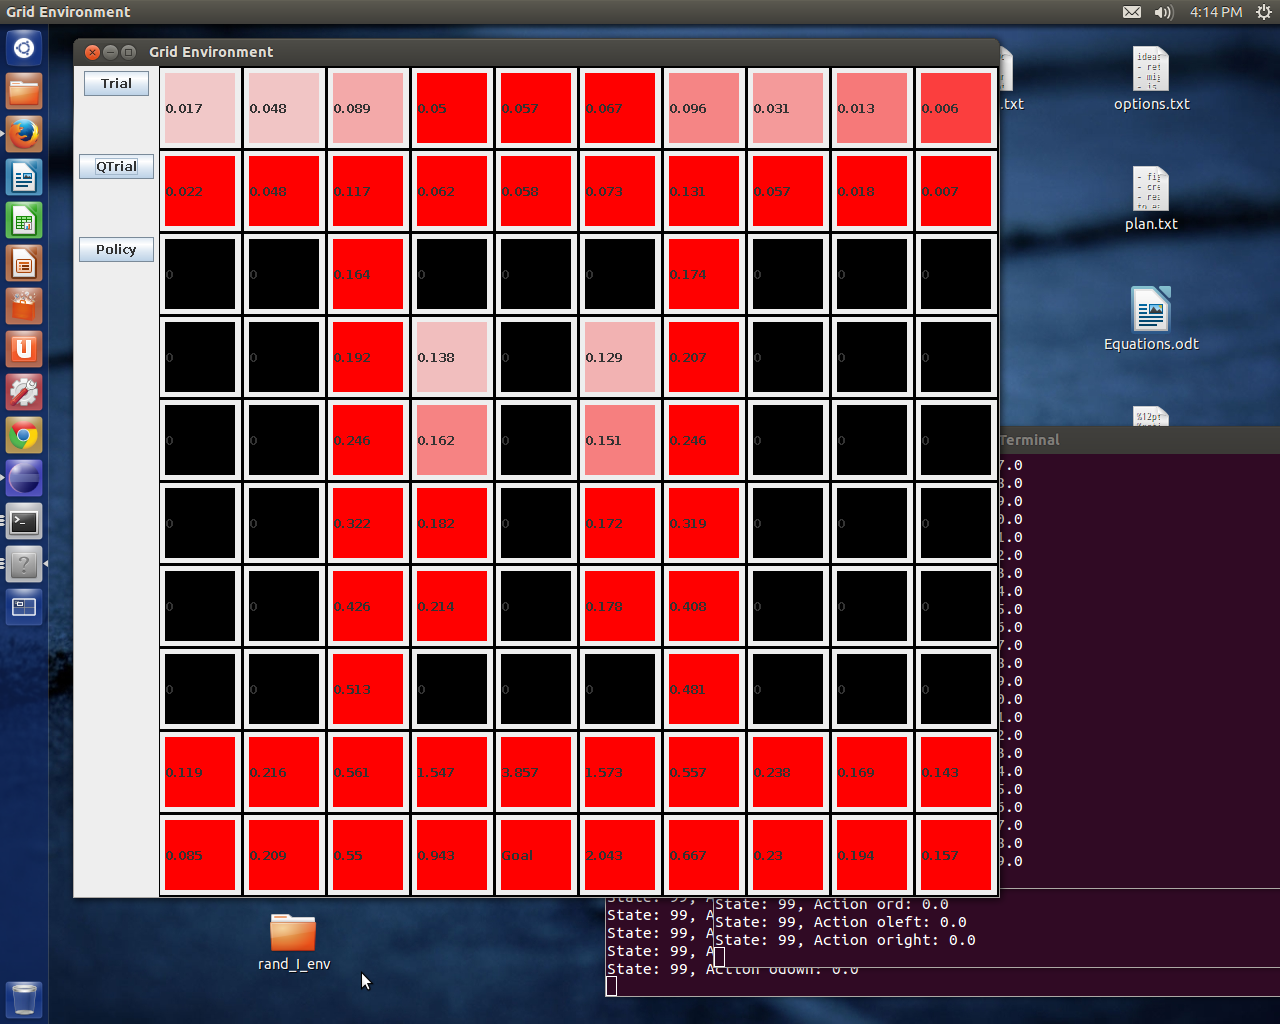 Grid Environment
4:14 PM
Grid Environment
Trial
0.017 0.048 0.089 0.05 0.057 0.067 0.096 0.031 0.013 0.006
QTrial
0.022 0.048 0.117 0.062 0.058 0.073 0.131 0.057 0.018 0.007
Policy
0 0 0.164 0 0 0 0.174 0 0 0
0 0 0.192 0.138 0 0.129 0.207 0 0 0
0 0 0.246 0.162 0 0.151 0.246 0 0 0
0 0 0.322 0.182 0 0.172 0.319 0 0 0
0 0 0.426 0.214 0 0.178 0.408 0 0 0
0 0 0.513 0 0 0 0.481 0 0 0
0.119 0.216 0.561 1.547 3.857 1.573 0.557 0.238 0.169 0.143
0.085 0.209 0.55 0.943 Goal 2.043 0.667 0.23 0.194 0.157
.txt
options.txt
plan.txt
Equations.odt
Terminal
7.0
3.0
9.0
0.0
1.0
2.0
3.0
4.0
5.0
6.0
7.0
8.0
9.0
0.0
1.0
2.0
3.0
4.0
5.0
6.0
7.0
8.0
9.0
State: 99, Action ord: 0.0
State: 99, Action oleft: 0.0
State: 99, Action oright: 0.0
State: 99, A
State: 99, A
State: 99, A
State: 99, Action odown: 0.0
rand_I_env